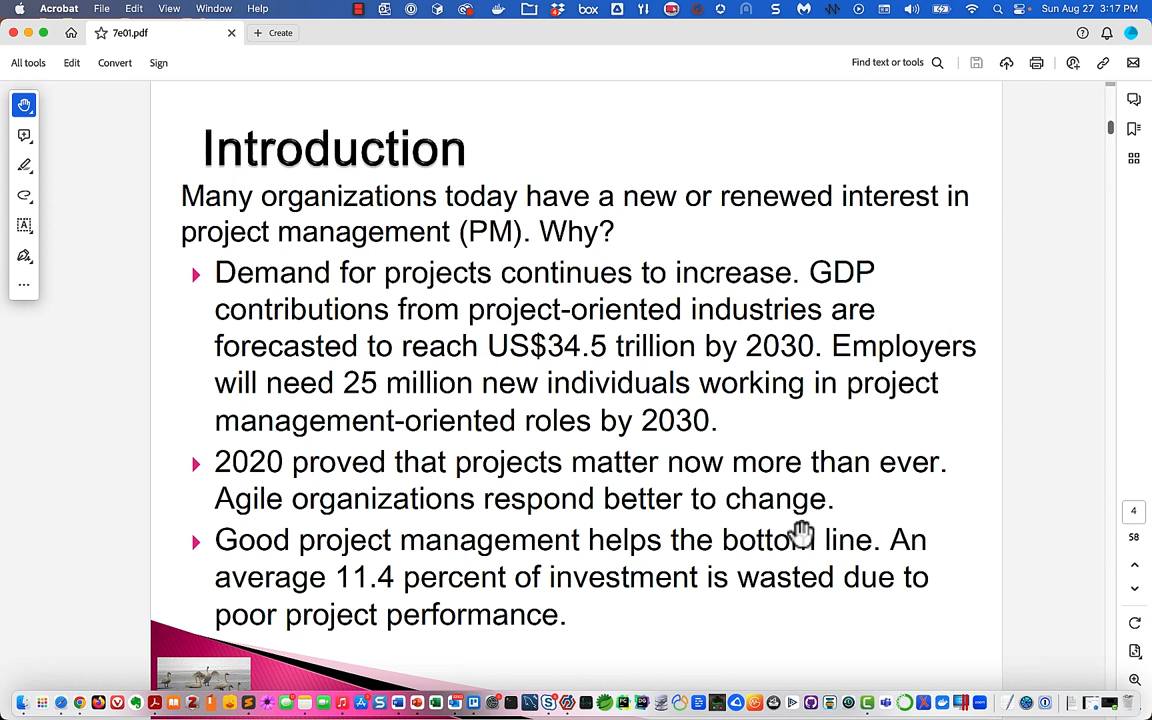 Acrobat File Edit View Window Help box Sun Aug 27 3:17 PM
7e01.pdf Create
All tools Edit Convert Sign Find text or tools
Introduction
Many organizations today have a new or renewed interest in
project management (PM). Why?
Demand for projects continues to increase. GDP
contributions from project-oriented industries are
forecasted to reach US$34.5 trillion by 2030. Employers
will need 25 million new individuals working in project
management-oriented roles by 2030.
2020 proved that projects matter now more than ever.
Agile organizations respond better to change.
4
Good project management helps the bottom line. An
58
average 11.4 percent of investment is wasted due to
poor project performance.